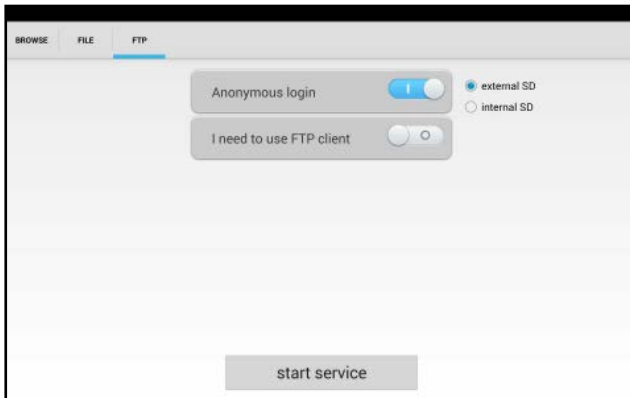 BROWSE FILE FTP
Anonymous login
external SD
internal SD
I need to use FTP client
start service